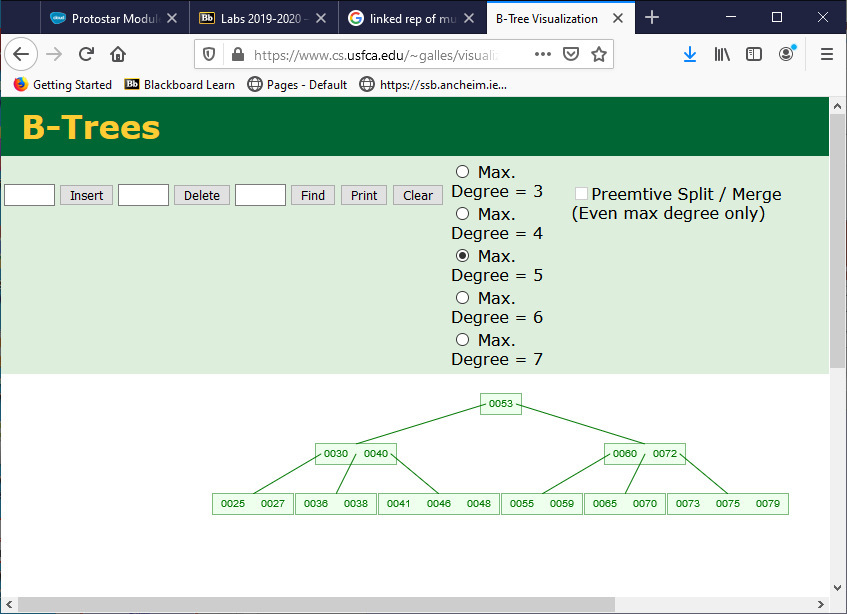 Protostar Modul
Labs 2019-2020 –
linked rep of mu
B-Tree Visualization
https://www.cs.usfca.edu/~galles/visuali
Getting Started
Blackboard Learn
Pages - Default
https://ssb.ancheim.ie...
B-Trees
Insert Delete Find Print Clear
Max. Degree = 3
Max. Degree = 4
Max. Degree = 5
Max. Degree = 6
Max. Degree = 7
Preemtive Split / Merge
(Even max degree only)
0053
0030 0040 0060 0072
0025 0027 0036 0038 0041 0046 0048 0055 0059 0065 0070 0073 0075 0079